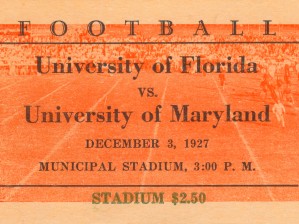 FOOTBALL
University of Florida
VS.
University of Maryland
DECEMBER 3, 1927
MUNICIPAL STADIUM, 3:00 P. M.
STADIUM $2.50